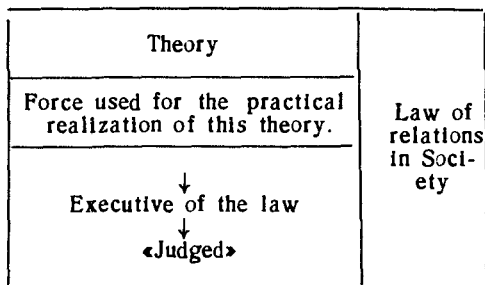 Theory
Force used for the practical
realization of this theory.
↓
Executive of the law
↓
«Judged»
Law of
relations
in Soci-
ety